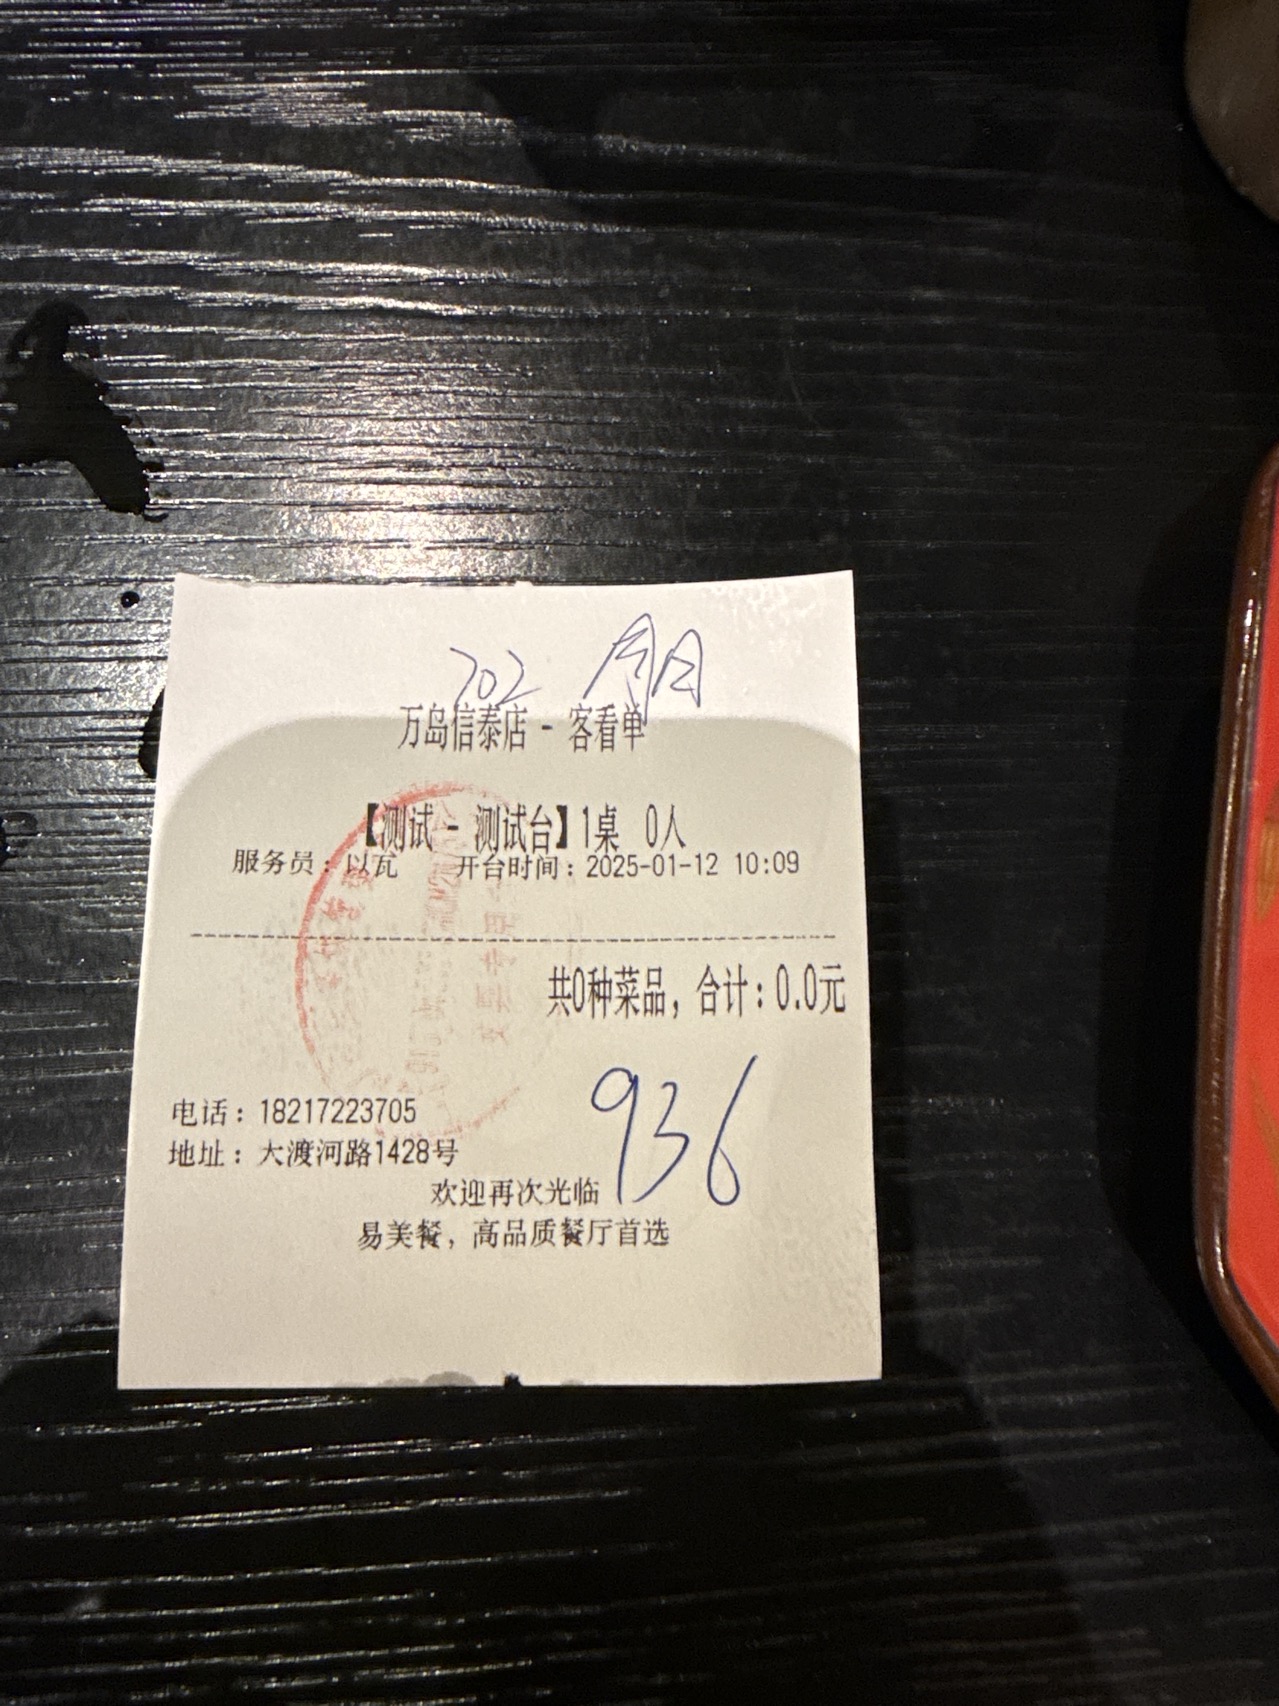 202
万岛信泰店 - 客看单
【测试 - 测试台】1桌 0人
服务员：以瓦 开台时间：2025-01-12 10:09
共0种菜品，合计：0.0元
936
电话：18217223705
地址：大渡河路1428号
欢迎再次光临
易美餐，高品质餐厅首选